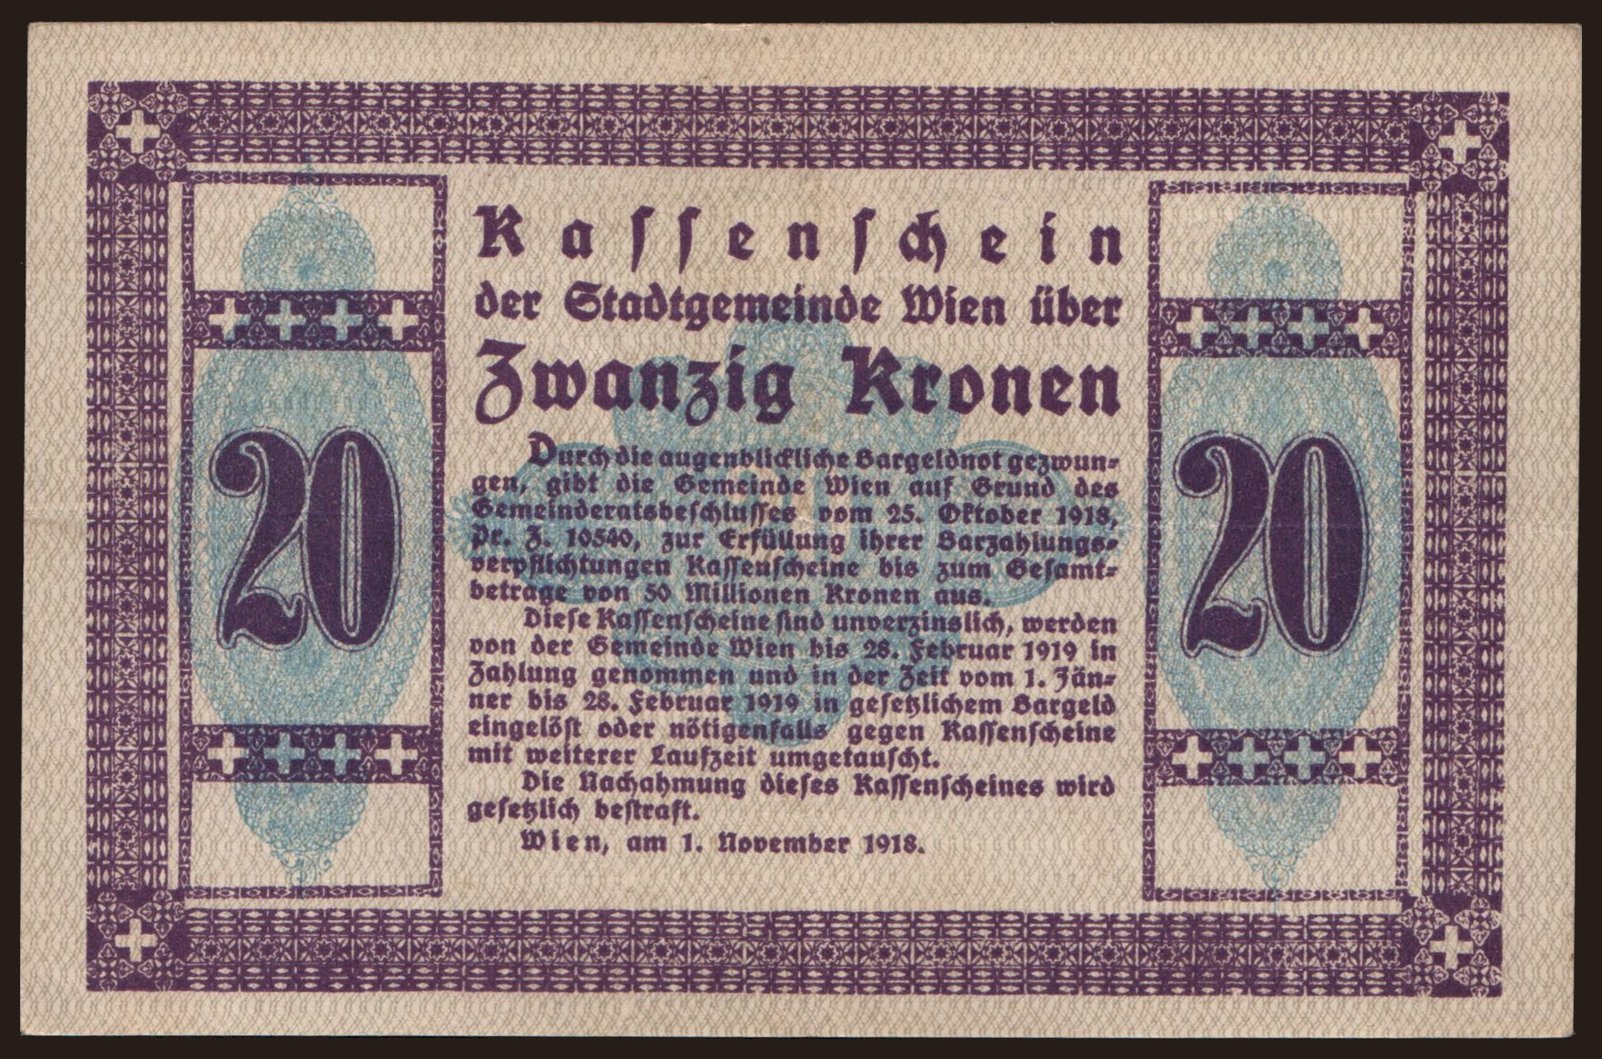 Kassenschein
der Stadtgemeinde Wien über
Zwanzig Kronen
20
20
Durch die augenblickliche Bargeldnot gezwun-
gen, gibt die Gemeinde Wien auf Grund des
Gemeinderatsbeschlusses vom 25. Oktober 1918,
Pr. Z. 10540, zur Erfüllung ihrer Barzahlungs-
verpflichtungen Kassenscheine bis zum Gesamt-
betrage von 50 Millionen Kronen aus.
Diese Kassenscheine sind unverzinslich, werden
von der Gemeinde Wien bis 28. Februar 1919 in
Zahlung genommen und in der Zeit vom 1. Jän-
ner bis 28. Februar 1919 in gesetzlichem Bargeld
eingelöst oder nötigenfalls gegen Kassenscheine
mit weiterer Laufzeit umgetauscht.
Die Nachahmung dieses Kassenscheines wird
gesetzlich bestraft.
Wien, am 1. November 1918.